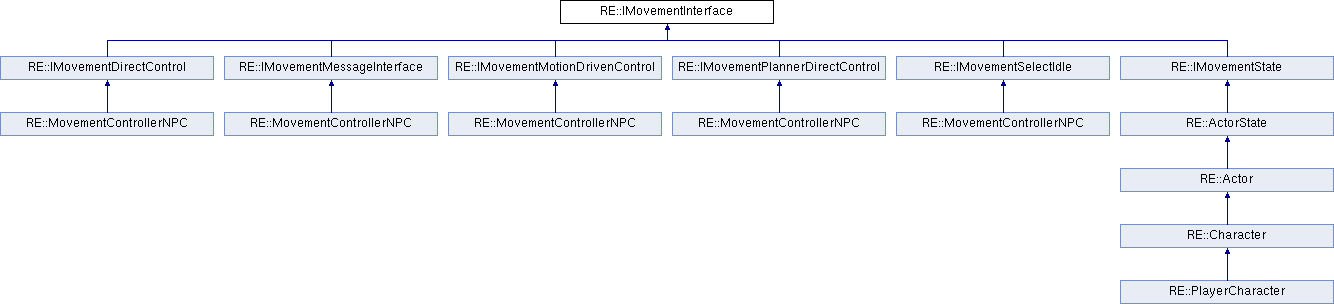 RE::IMovementInterface
RE::IMovementDirectControl RE::IMovementMessageInterface RE::IMovementMotionDrivenControl RE::IMovementPlannerDirectControl RE::IMovementSelectIdle RE::IMovementState
RE::MovementControllerNPC RE::MovementControllerNPC RE::MovementControllerNPC RE::MovementControllerNPC RE::MovementControllerNPC RE::ActorState
RE::Actor
RE::Character
RE::PlayerCharacter